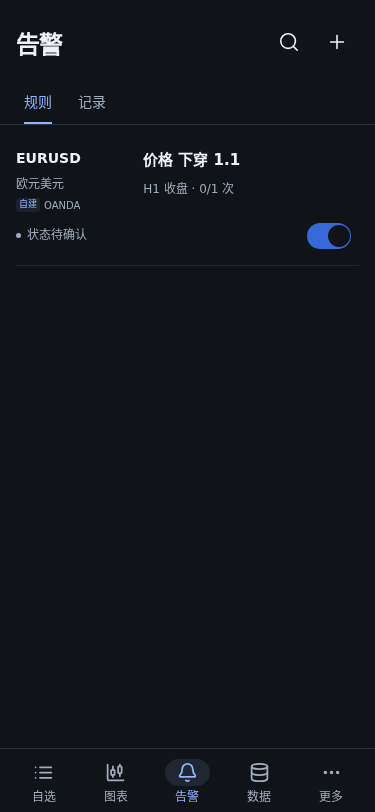 告警
规则 记录
EURUSD
欧元美元
自建 OANDA
价格 下穿 1.1
H1 收盘 · 0/1 次
状态待确认
自选 图表 告警 数据 更多